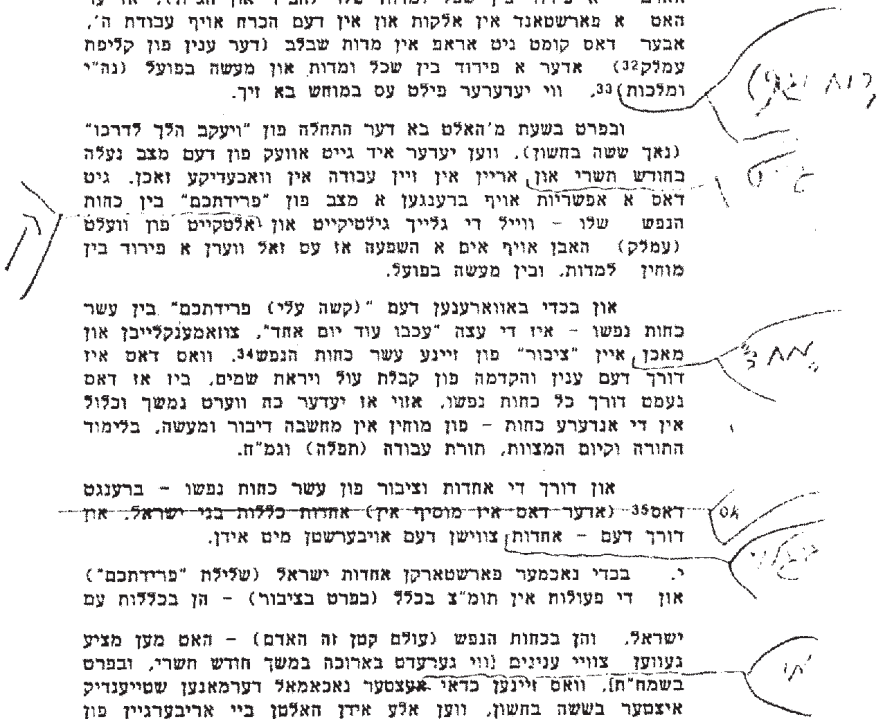 האט א פארשטאנד אין אלקות און אין דעם הכרח אויף עבודת ה',
אבער דאס קומט ניט אראפ אין מדות שבלב (דער ענין פון קליפת
עמלק32) אדער א פירוד בין שכל ומדות און מעשה בפועל (נה"י
ומלכות)33, ווי יעדערער פילט עס במוחש בא זיך.
ובפרט בשעת מ'האלט בא דער התחלה פון "ויעקב הלך לדרכו"
(נאך ששה בחשון), ווען יעדער איד גייט אוועק פון דעם מצב נעלה
בחודש תשרי און אריין אין זיין עבודה אין וואכעדיקע זאכן. גיט
דאס א אפשריות אויף ברענגען א מצב פון "פרידתכם" בין כחות
הנפש שלו - ווייל די גלייך גילטיקייט און אלטקייט פון וועלט
(עמלק) האבן אויף אים א השפעה אז עס זאל ווערן א פירוד בין
מוחין למדות, ובין מעשה בפועל.
און בכדי באווארענען דעם "(קשה עלי) פרידתכם" בין עשר
כחות נפשו - איז די עצה "עכבו עוד יום אחד", צוזאמענקלייבן און
מאכן איין "ציבור" פון זיינע עשר כחות הנפש34, וואס דאס איז
דורך דעם ענין והקדמה פון קבלת עול ויראת שמים, ביז אז דאס
נעמט דורך כל כחות נפשו, אזוי אז יעדער כח ווערט נמשך וכלול
אין די אנדערע כחות - פון מוחין אין מחשבה דיבור ומעשה, בלימוד
התורה וקיום המצוות, תורת עבודה (תפלה) וגמ"ח.
און דורך די אחדות וציבור פון עשר כחות נפשו - ברענגט
דאס35 (אדער דאס איז מוסיף אין) אחדות כללות בני ישראל, און
דורך דעם - אחדות צווישן דעם אויבערשטן מיט אידן.
י. בכדי נאכמער פארשטארקן אחדות ישראל (שלילת "פרידתכם")
און די פעולות אין תומ"צ בכלל (בפרט בציבור) - הן בכללות עם
ישראל, והן בכחות הנפש (עולם קטן זה האדם) - האט מען מציע
געווען צוויי ענינים [ווי גערעדט בארוכה במשך חודש תשרי, ובפרט
בשמח"ת], וואס זיינען כדאי נאכאמאל דערמאנען שטייענדיק
איצטער בששה בחשון, ווען אלע אידן האלטן ביי אריבערגיין פון